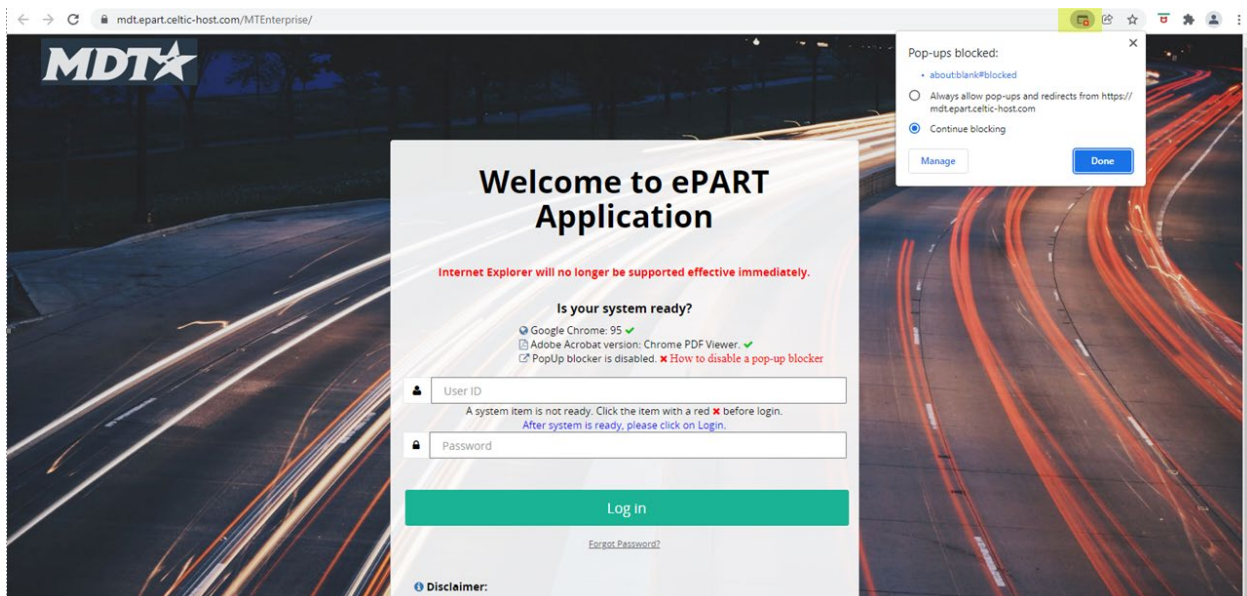 mdt.epart.celtic-host.com/MTEnterprise/
MDT
Pop-ups blocked:
about:blank#blocked
Always allow pop-ups and redirects from https://
mdt.epart.celtic-host.com
Continue blocking
Manage
Done
Welcome to ePART
Application
Internet Explorer will no longer be supported effective immediately.
Is your system ready?
Google Chrome: 95
Adobe Acrobat version: Chrome PDF Viewer.
PopUp blocker is disabled. How to disable a pop-up blocker
User ID
A system item is not ready. Click the item with a red before login.
After system is ready, please click on Login.
Password
Log in
Forgot Password?
Disclaimer: